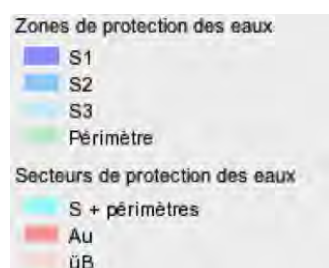 Zones de protection des eaux
S1
S2
S3
Périmètre
Secteurs de protection des eaux
S + périmètres
Au
üB